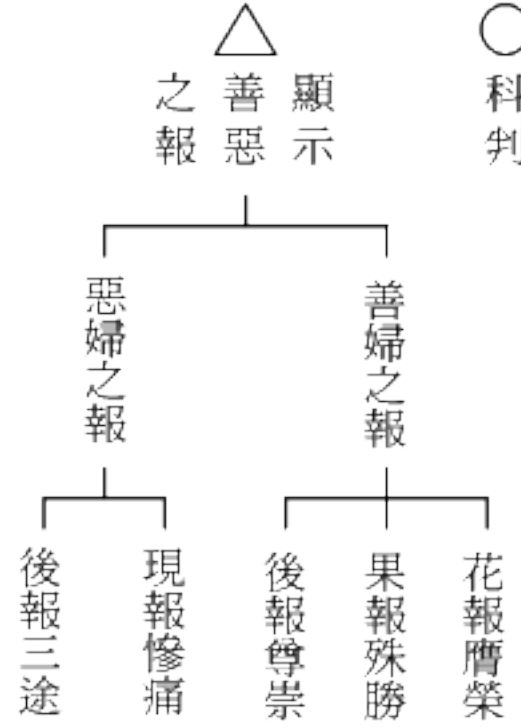 科判
顯示
善惡
之報
善婦之報
花報膺榮
果報殊勝
後報尊崇
惡婦之報
現報慘痛
後報三途